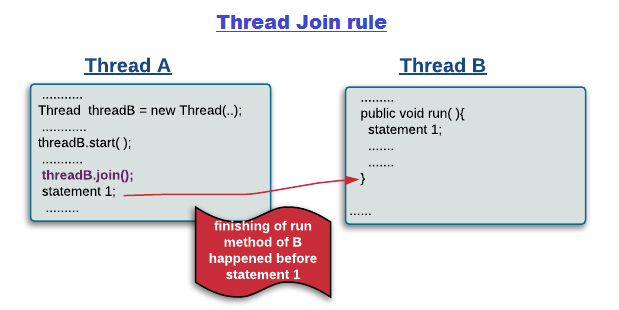 Thread Join rule
Thread A
...........
Thread threadB = new Thread(..);
............
threadB.start( );
...........
threadB.join();
statement 1;
.........
Thread B
.........
public void run( ){
statement 1;
.......
.......
}
......
finishing of run
method of B
happened before
statement 1